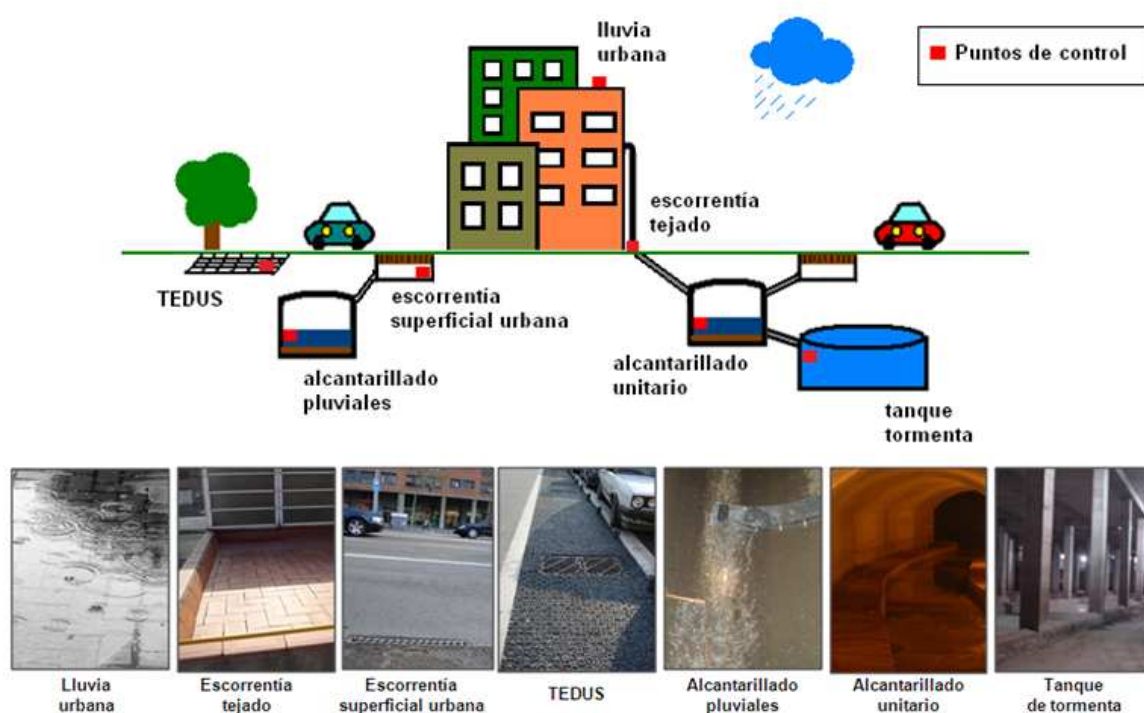 lluvia
urbana
Puntos de control
escorrentía
tejado
TEDUS
escorrentía
superficial urbana
alcantarillado
pluviales
alcantarillado
unitario
tanque
tormenta
Lluvia
urbana
Escorrentía
tejado
Escorrentía
superficial urbana
TEDUS
Alcantarillado
pluviales
Alcantarillado
unitario
Tanque
de tormenta